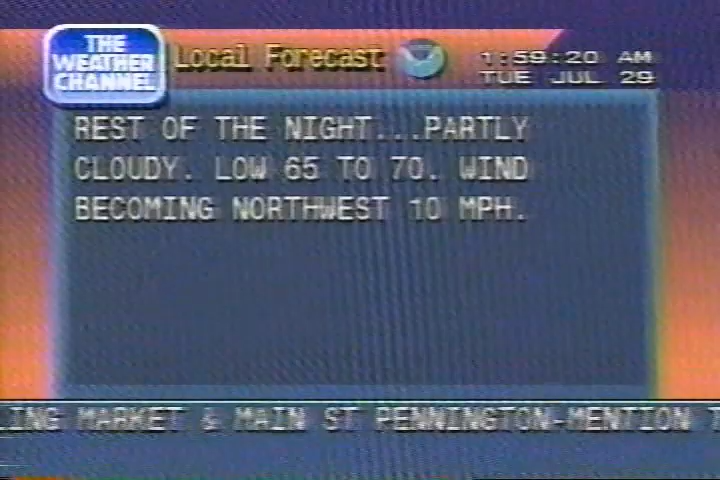 THE
WEATHER
CHANNEL
Local Forecast
1:59:20 AM
TUE JUL 29
REST OF THE NIGHT...PARTLY
CLOUDY. LOW 65 TO 70. WIND
BECOMING NORTHWEST 10 MPH.
MARKET & MAIN ST PENNINGTON-MENTION